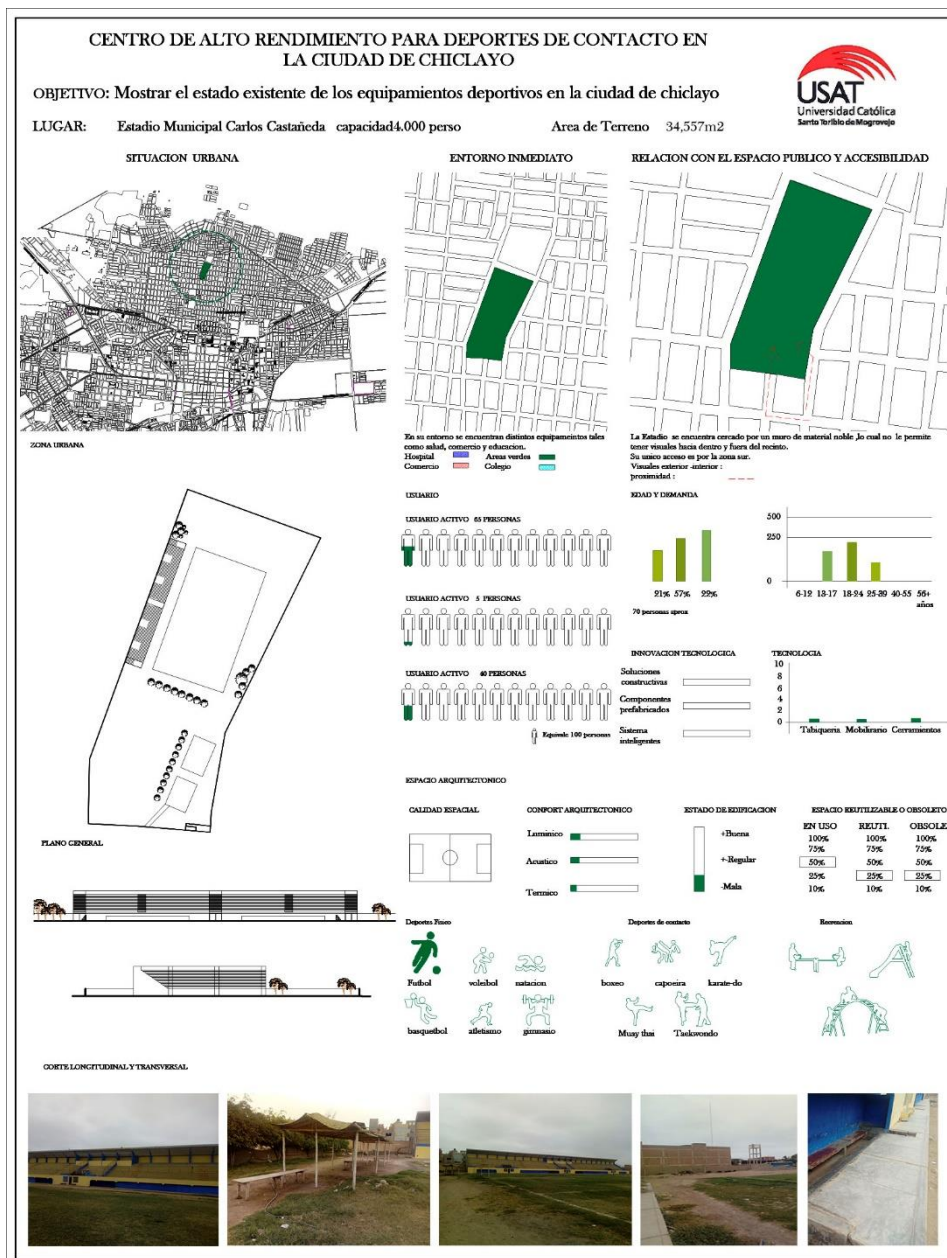 CENTRO DE ALTO RENDIMIENTO PARA DEPORTES DE CONTACTO EN
LA CIUDAD DE CHICLAYO
OBJETIVO: Mostrar el estado existente de los equipamientos deportivos en la ciudad de chiclayo
LUGAR: Estadio Municipal Carlos Castañeda capacidad4.000 perso Area de Terreno 34,557m2
USAT
Universidad Católica
Santo Toribio de Mogrovejo
SITUACION URBANA
ENTORNO INMEDIATO
RELACION CON EL ESPACIO PUBLICO Y ACCESIBILIDAD
ZONA URBANA
En su entorno se encuentran distintos equipameintos tales
como salud, comercio y educacion.
Hospital Areas verdes
Comercio Colegio
La Estadio se encuentra cercado por un muro de material noble ,lo cual no le permite
tener visuales hacia dentro y fuera del recinto.
Su unico acceso es por la zona sur.
Visuales exterior -interior :
proximidad :
USUARIO
USUARIO ACTIVO 65 PERSONAS
USUARIO ACTIVO 5 PERSONAS
USUARIO ACTIVO 60 PERSONAS
Equivale 100 personas
EDAD Y DEMANDA
21% 57% 22%
70 personas aprox
500
250
0
6-12 13-17 18-24 25-39 40-55 56+
años
INNOVACION TECNOLOGICA
Soluciones
constructivas
Componentes
prefabricados
Sistema
inteligentes
TECNOLOGIA
10
8
6
4
2
0
Tabiqueria Mobilirario Cerramientos
PLANO GENERAL
ESPACIO ARQUITECTONICO
CALIDAD ESPACIAL
CONFORT ARQUITECTONICO
Luminico
Acustico
Termico
ESTADO DE EDIFICACION
+Buena
+-Regular
-Mala
ESPACIO REUTILIZABLE O OBSOLETO
EN USO REUTI. OBSOLE
100% 100% 100%
75% 75% 75%
50% 50% 50%
25% 25% 25%
10% 10% 10%
Deportes Fisico
Futbol voleibol natacion
basquetbol atletismo gimnasio
Deportes de contacto
boxeo capoeira karate-do
Muay thai Taekwondo
Recreacion
CORTE LONGITUDINAL Y TRANSVERSAL